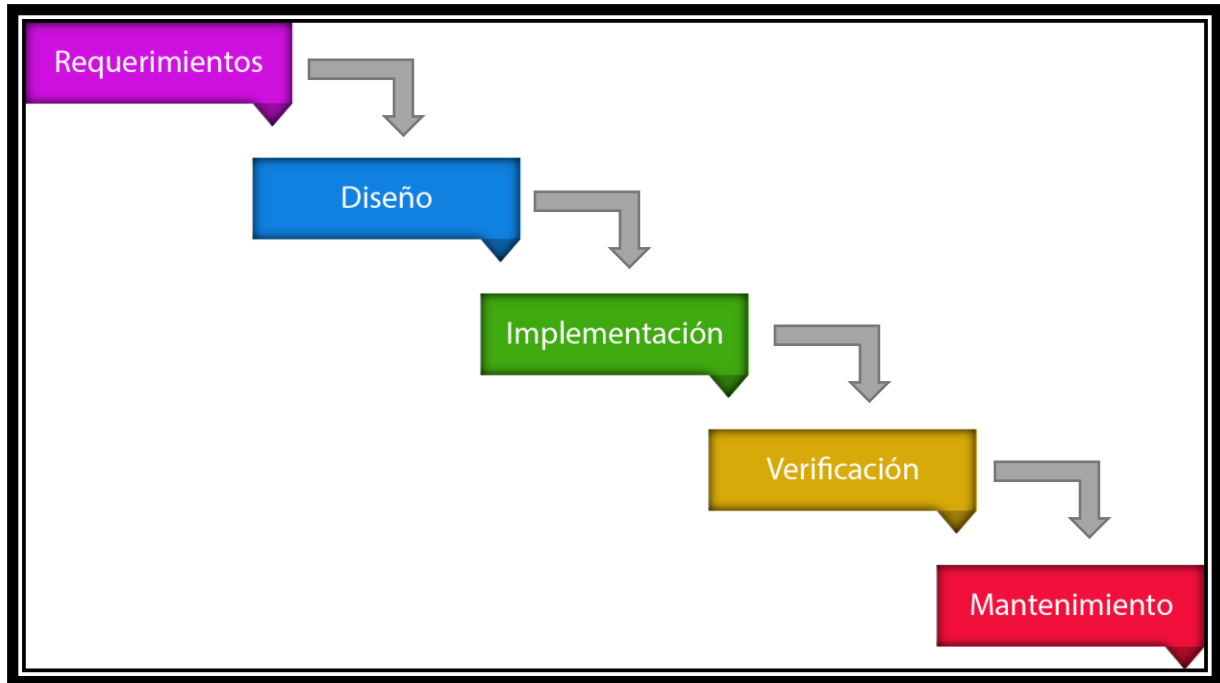 Requerimientos
Diseño
Implementación
Verificación
Mantenimiento